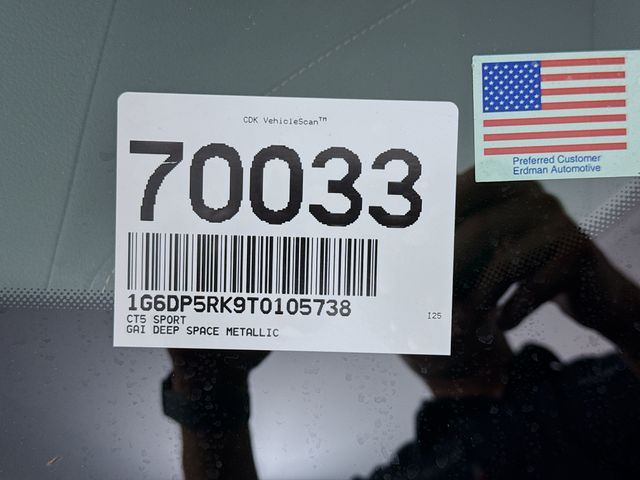 CDK VehicleScan™
70033
1G6DP5RK9T0105738
CT5 SPORT
I25
GAI DEEP SPACE METALLIC
Preferred Customer
Erdman Automotive